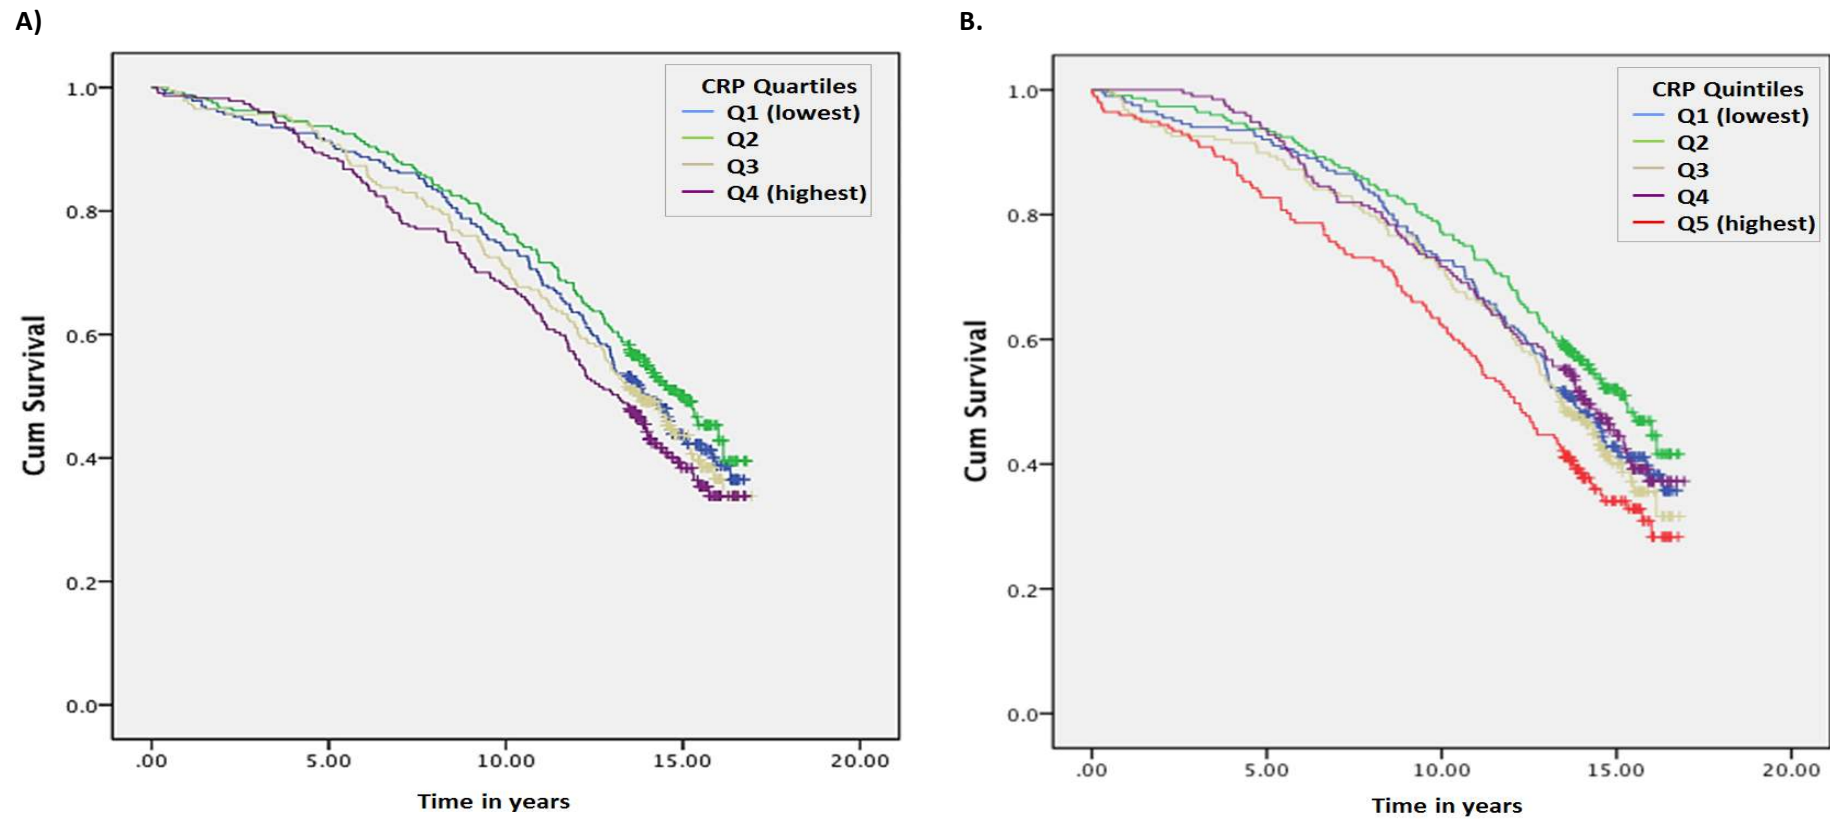 A)
CRP Quartiles
Q1 (lowest)
Q2
Q3
Q4 (highest)
Cum Survival
1.0
0.8
0.6
0.4
0.2
0.0
.00 5.00 10.00 15.00 20.00
Time in years
B.
CRP Quintiles
Q1 (lowest)
Q2
Q3
Q4
Q5 (highest)
Cum Survival
1.0
0.8
0.6
0.4
0.2
0.0
.00 5.00 10.00 15.00 20.00
Time in years